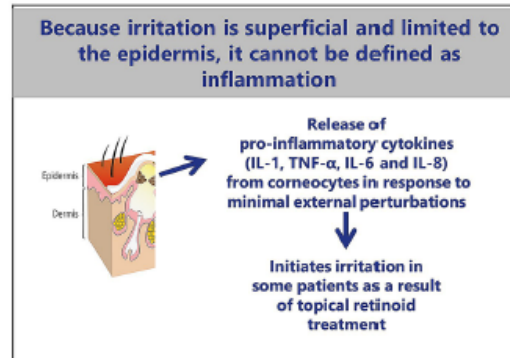 Because irritation is superficial and limited to
the epidermis, it cannot be defined as
inflammation
Release of
pro-inflammatory cytokines
(IL-1, TNF-α, IL-6 and IL-8)
from corneocytes in response to
minimal external perturbations
Epidermis
Dermis
Initiates irritation in
some patients as a result
of topical retinoid
treatment